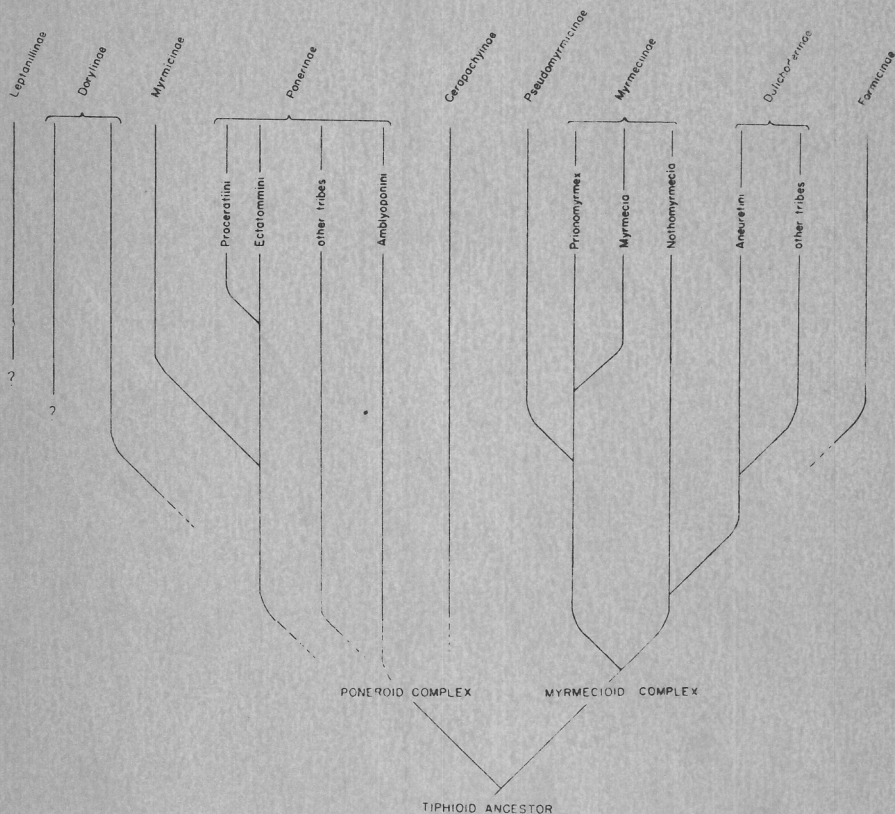 Leptanillinae
Dorylinae
Myrmicinae
Ponerinae
Cerapachyinae
Pseudomyrmicinae
Myrmeciinae
Dolichoderinae
Formicinae
Proceratiini
Ectatommini
other tribes
Amblyoponini
Prionomyrmex
Myrmecia
Nothomyrmecia
Aneuretini
other tribes
?
?
PONEROID COMPLEX
MYRMECIOID COMPLEX
TIPHIOID ANCESTOR